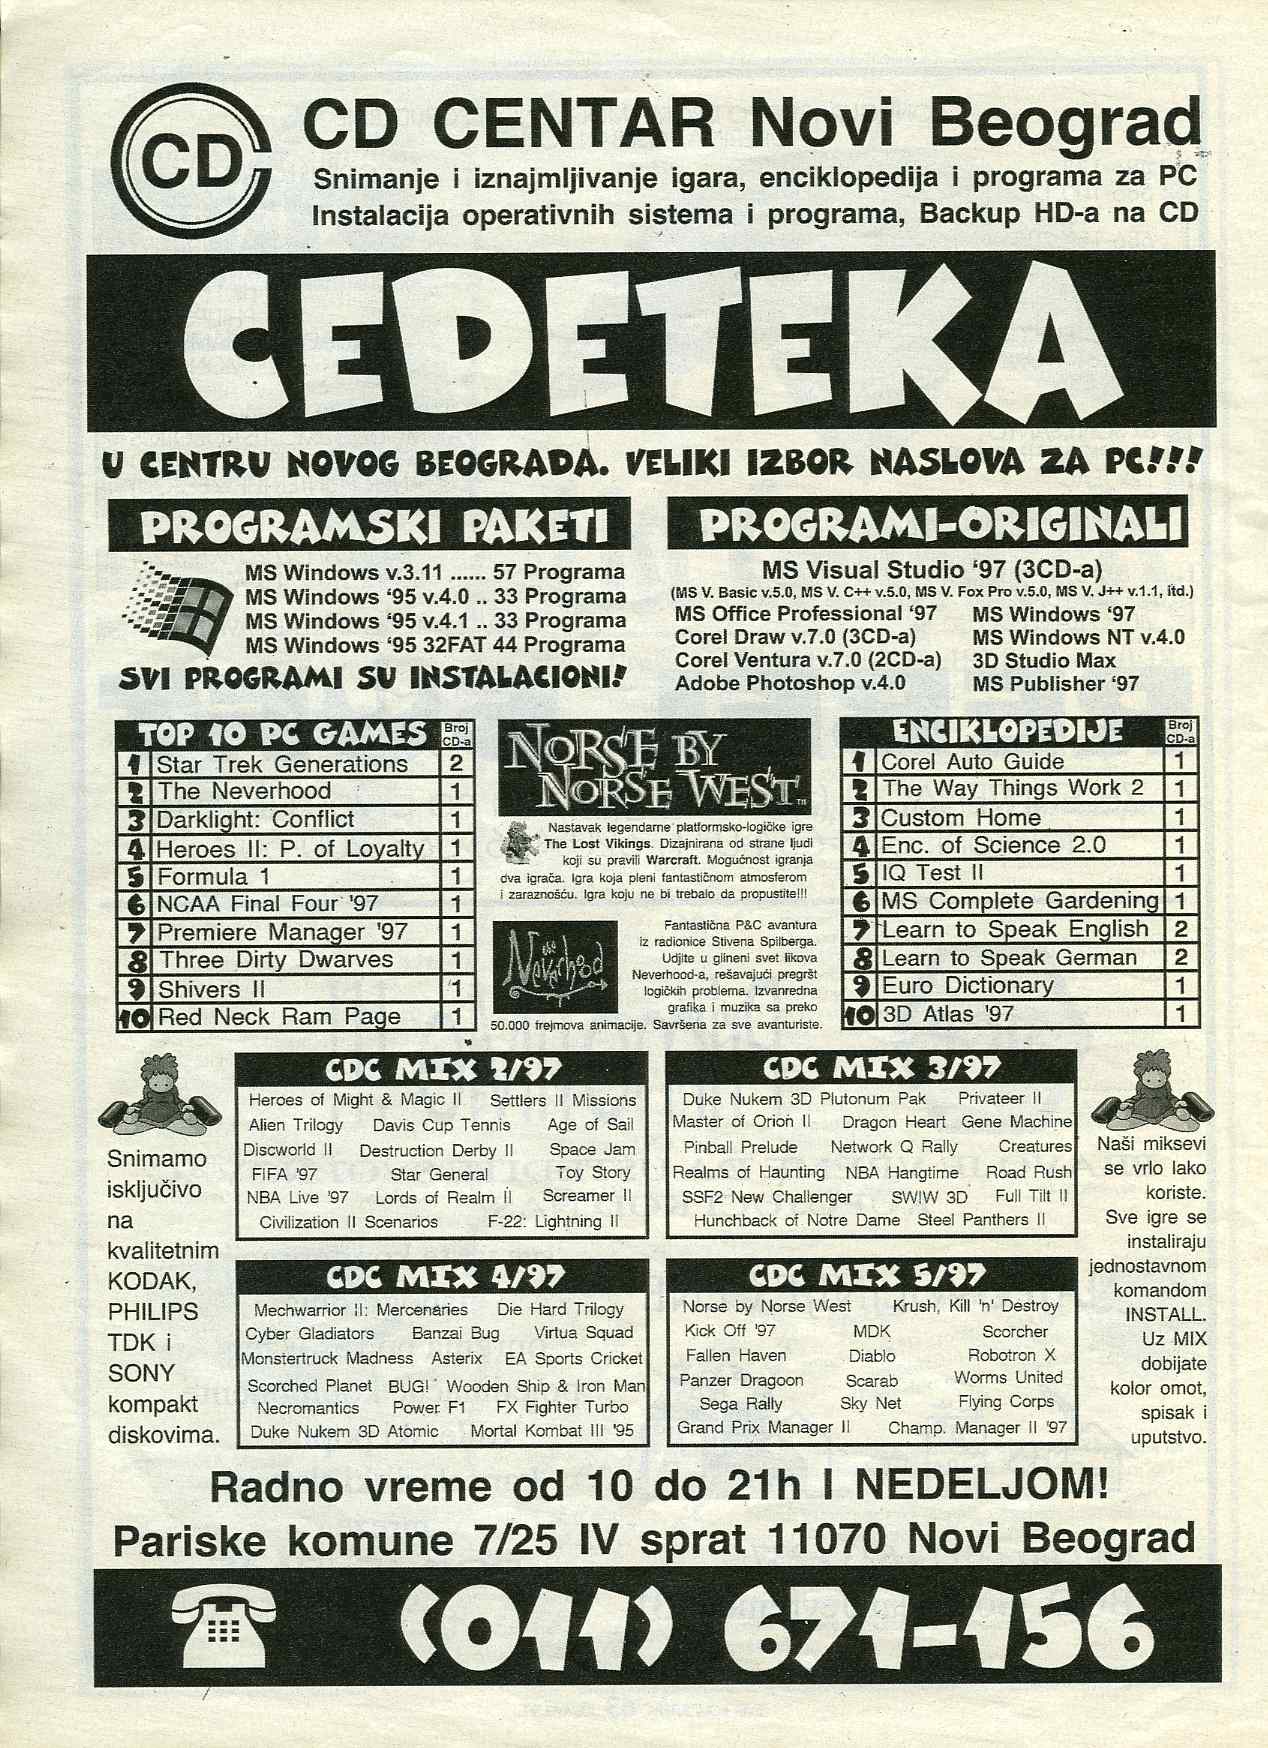 CD
CD CENTAR Novi Beograd
Snimanje i iznajmljivanje igara, enciklopedija i programa za PC
Instalacija operativnih sistema i programa, Backup HD-a na CD
CEDETEKA
U CENTRU NOVOG BEOGRADA. VELIKI IZBOR NASLOVA ZA PC!!!
PROGRAMSKI PAKETI
MS Windows v.3.11 ...... 57 Programa
MS Windows ‘95 v.4.0 .. 33 Programa
MS Windows ‘95 v.4.1 .. 33 Programa
MS Windows ‘95 32FAT 44 Programa
SVI PROGRAMI SU INSTALACIONI!
PROGRAMI-ORIGINALI
MS Visual Studio ‘97 (3CD-a)
(MS V. Basic v.5.0, MS V. C++ v.5.0, MS V. Fox Pro v.5.0, MS V. J++ v.1.1, itd.)
MS Office Professional ‘97 MS Windows ‘97
Corel Draw v.7.0 (3CD-a) MS Windows NT v.4.0
Corel Ventura v.7.0 (2CD-a) 3D Studio Max
Adobe Photoshop v.4.0 MS Publisher ‘97
TOP 10 PC GAMES Broj CD-a
1 Star Trek Generations 2
2 The Neverhood 1
3 Darklight: Conflict 1
4 Heroes II: P. of Loyalty 1
5 Formula 1 1
6 NCAA Final Four '97 1
7 Premiere Manager '97 1
8 Three Dirty Dwarves 1
9 Shivers II 1
10 Red Neck Ram Page 1
NORSE BY
NORSE WEST™
Nastavak legendarne platformsko-logičke igre
The Lost Vikings. Dizajnirana od strane ljudi
koji su pravili Warcraft. Mogućnost igranja
dva igrača. Igra koja pleni fantastičnom atmosferom
i zaraznošću. Igra koju ne bi trebalo da propustite!!!
the
Neverhood
Fantastična P&C avantura
iz radionice Stivena Spilberga.
Udjite u glineni svet likova
Neverhood-a, rešavajući pregršt
logičkih problema. Izvanredna
grafika i muzika sa preko
50.000 frejmova animacije. Savršena za sve avanturiste.
ENCIKLOPEDIJE Broj CD-a
1 Corel Auto Guide 1
2 The Way Things Work 2 1
3 Custom Home 1
4 Enc. of Science 2.0 1
5 IQ Test II 1
6 MS Complete Gardening 1
7 Learn to Speak English 2
8 Learn to Speak German 2
9 Euro Dictionary 1
10 3D Atlas '97 1
Snimamo
isključivo
na
kvalitetnim
KODAK,
PHILIPS
TDK i
SONY
kompakt
diskovima.
CDC MIX 2/97
Heroes of Might & Magic II Settlers II Missions
Alien Trilogy Davis Cup Tennis Age of Sail
Discworld II Destruction Derby II Space Jam
FIFA '97 Star General Toy Story
NBA Live '97 Lords of Realm II Screamer II
Civilization II Scenarios F-22: Lightning II
CDC MIX 3/97
Duke Nukem 3D Plutonum Pak Privateer II
Master of Orion II Dragon Heart Gene Machine
Pinball Prelude Network Q Rally Creatures
Realms of Haunting NBA Hangtime Road Rush
SSF2 New Challenger SWIW 3D Full Tilt II
Hunchback of Notre Dame Steel Panthers II
CDC MIX 4/97
Mechwarrior II: Mercenaries Die Hard Trilogy
Cyber Gladiators Banzai Bug Virtua Squad
Monstertruck Madness Asterix EA Sports Cricket
Scorched Planet BUG! Wooden Ship & Iron Man
Necromantics Power F1 FX Fighter Turbo
Duke Nukem 3D Atomic Mortal Kombat III '95
CDC MIX 5/97
Norse by Norse West Krush, Kill 'n' Destroy
Kick Off '97 MDK Scorcher
Fallen Haven Diablo Robotron X
Panzer Dragoon Scarab Worms United
Sega Rally Sky Net Flying Corps
Grand Prix Manager II Champ. Manager II '97
Naši miksevi
se vrlo lako
koriste.
Sve igre se
instaliraju
jednostavnom
komandom
INSTALL.
Uz MIX
dobijate
kolor omot,
spisak i
uputstvo.
Radno vreme od 10 do 21h I NEDELJOM!
Pariske komune 7/25 IV sprat 11070 Novi Beograd
(011) 671-156